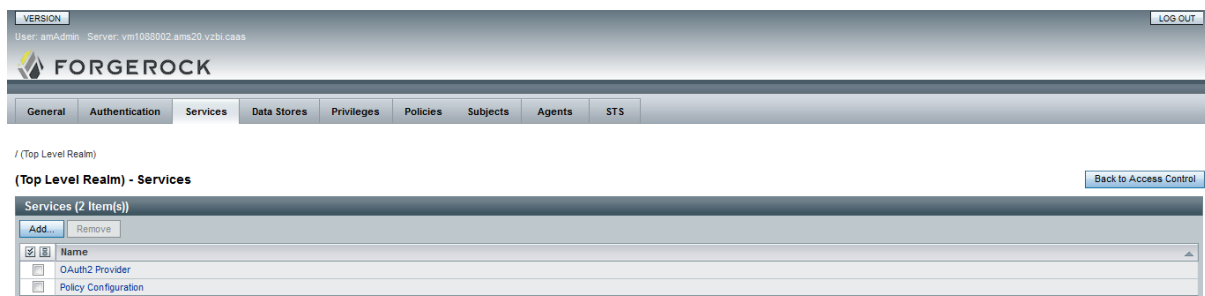 VERSION LOG OUT
User: amAdmin Server: vm1088002.ams20.vzbi.caas
FORGEROCK
General Authentication Services Data Stores Privileges Policies Subjects Agents STS
/ (Top Level Realm)
(Top Level Realm) - Services Back to Access Control
Services (2 Item(s))
Add... Remove
Name
OAuth2 Provider
Policy Configuration